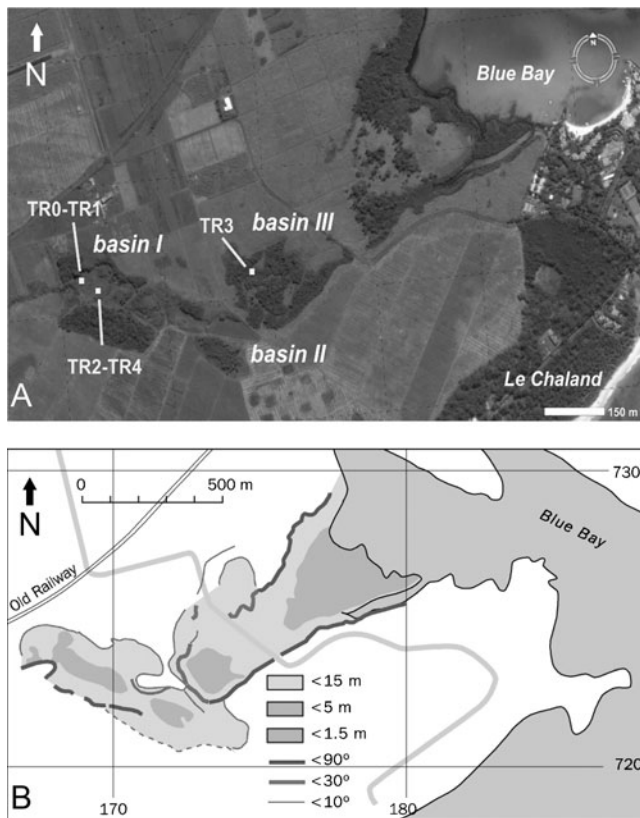 N
Blue Bay
N
TR0-TR1
basin I
TR3
basin III
TR2-TR4
basin II
Le Chaland
A
150 m
N
0
500 m
730
Blue Bay
Old Railway
<15 m
<5 m
<1.5 m
<90°
<30°
<10°
720
B
170
180